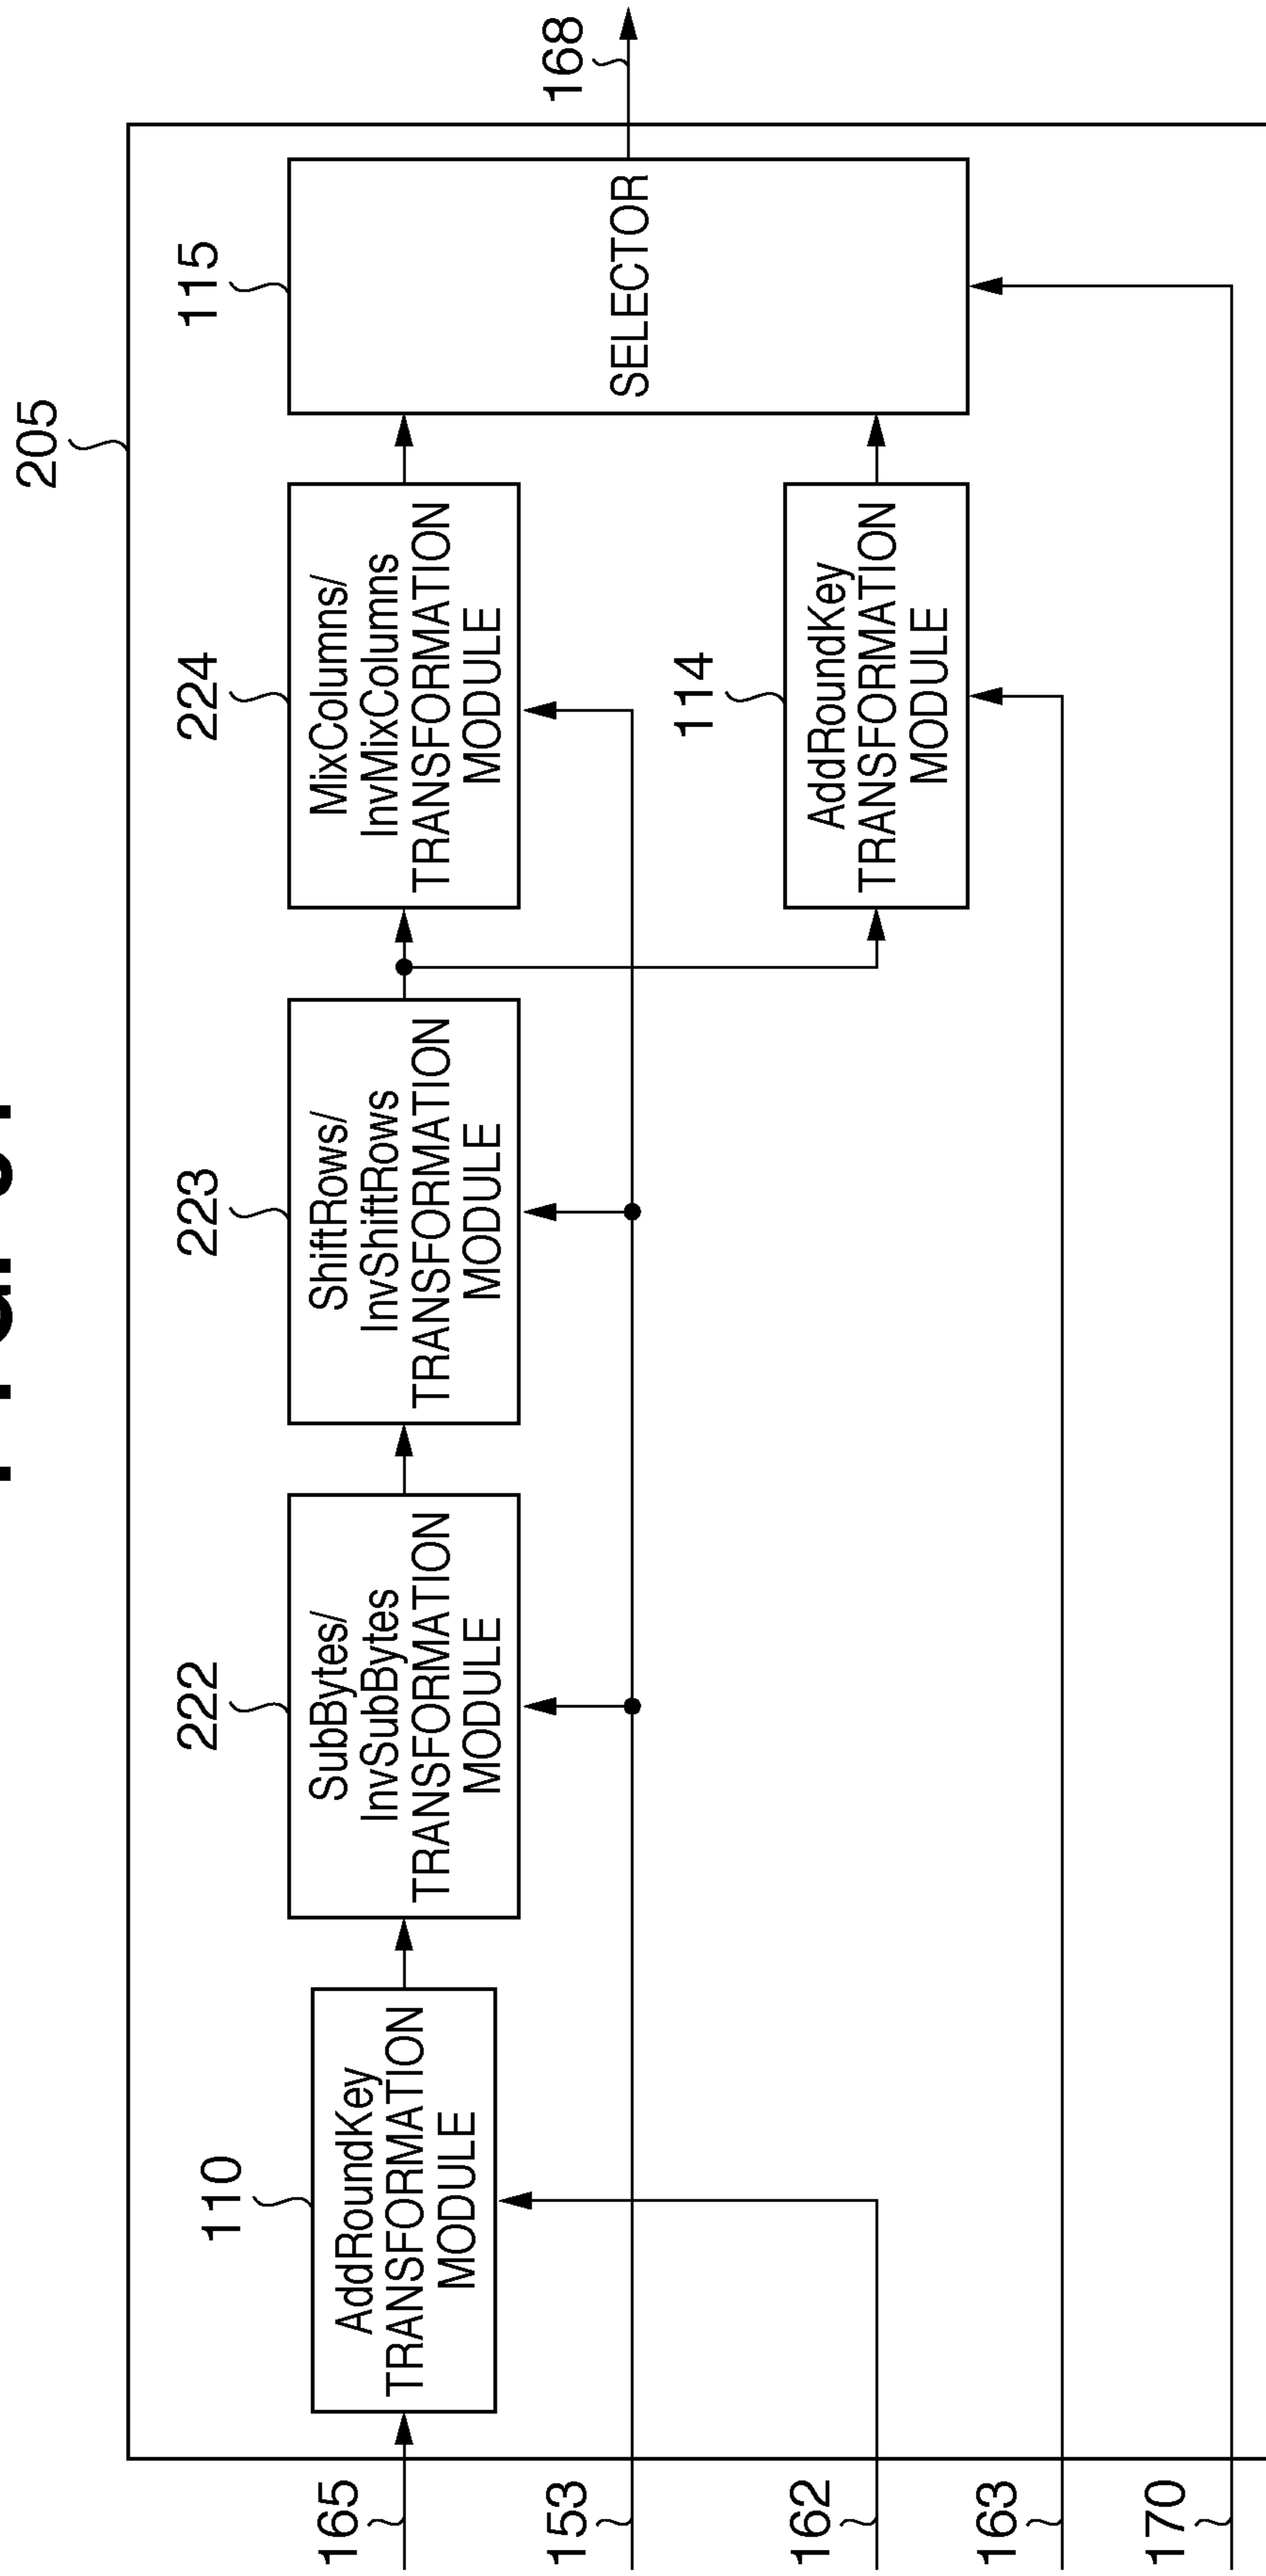 205
110
AddRoundKey
TRANSFORMATION
MODULE
222
SubBytes/
InvSubBytes
TRANSFORMATION
MODULE
223
ShiftRows/
InvShiftRows
TRANSFORMATION
MODULE
224
MixColumns/
InvMixColumns
TRANSFORMATION
MODULE
115
SELECTOR
168
114
AddRoundKey
TRANSFORMATION
MODULE
165
153
162
163
170